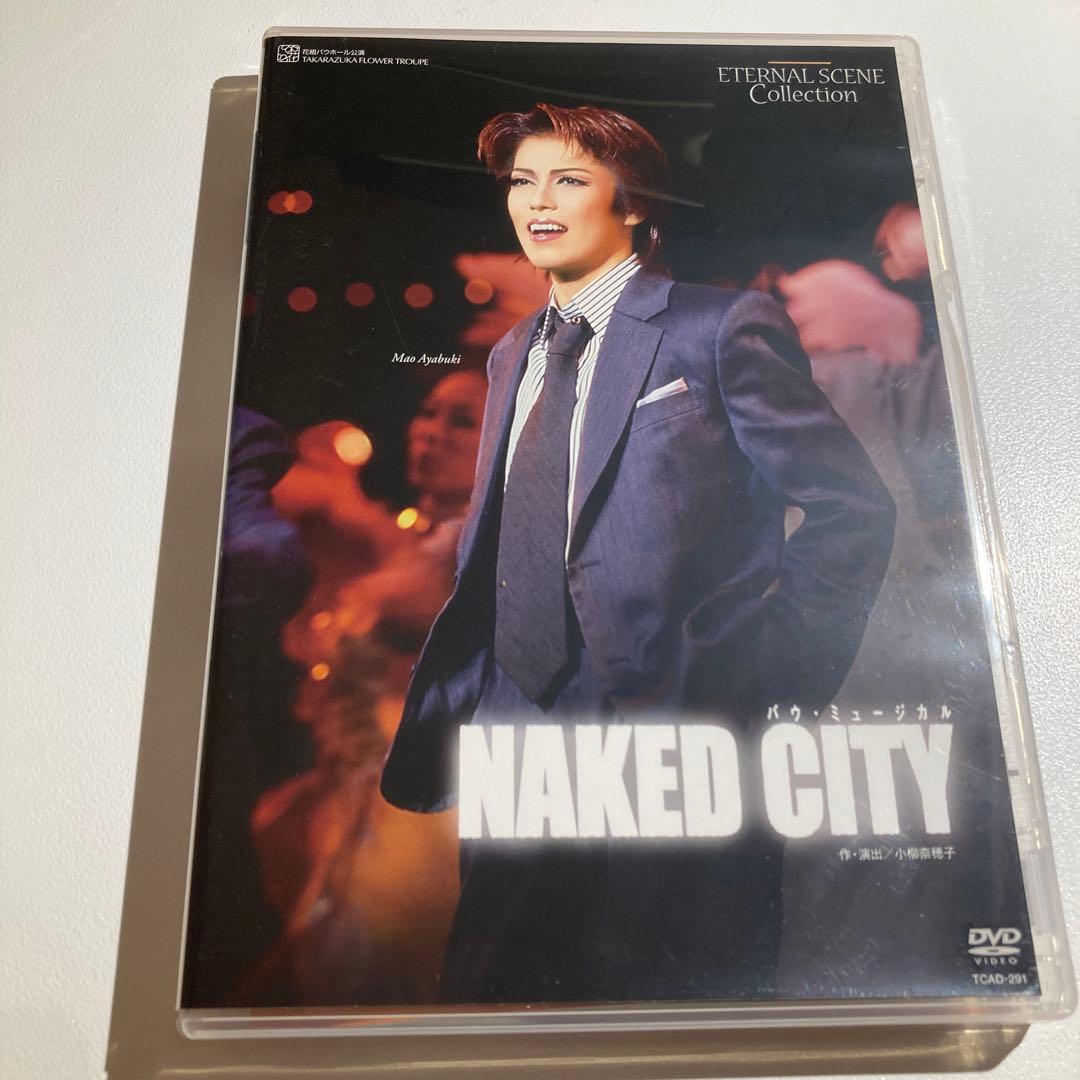 花組バウホール公演
TAKARAZUKA FLOWER TROUPE
ETERNAL SCENE
Collection
Mao Ayabuki
バウ・ミュージカル
NAKED CITY
作・演出／小柳奈穂子
DVD
VIDEO
TCAD-291